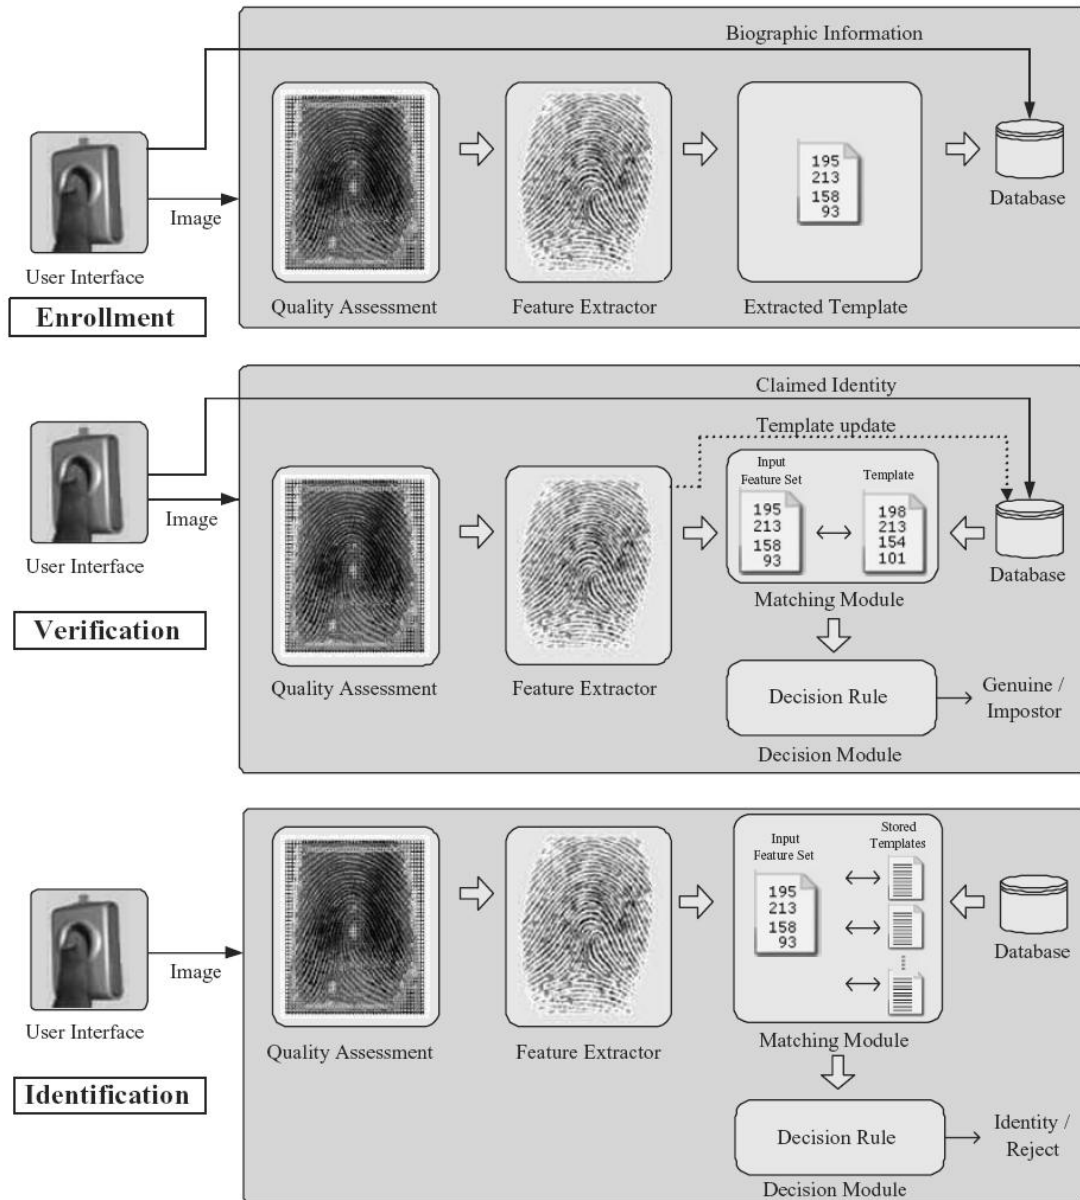 Biographic Information
195
213
158
93
Image
Database
User Interface
Quality Assessment
Feature Extractor
Extracted Template
Enrollment
Claimed Identity
Template update
Input
Feature Set
Template
195
213
158
93
198
213
154
101
Image
User Interface
Database
Matching Module
Verification
Quality Assessment
Feature Extractor
Decision Rule
Genuine /
Impostor
Decision Module
Input
Feature Set
Stored
Templates
195
213
158
93
Image
Database
User Interface
Quality Assessment
Feature Extractor
Matching Module
Identification
Decision Rule
Identity /
Reject
Decision Module